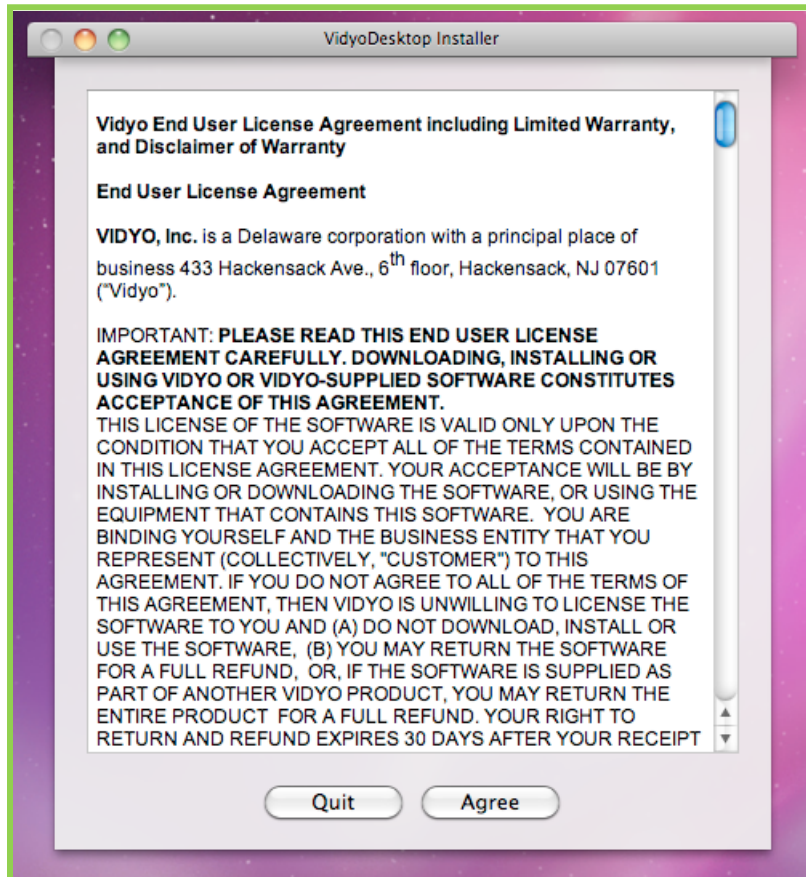 VidyoDesktop Installer
Vidyo End User License Agreement including Limited Warranty,
and Disclaimer of Warranty
End User License Agreement
VIDYO, Inc. is a Delaware corporation with a principal place of
business 433 Hackensack Ave., 6th floor, Hackensack, NJ 07601
(“Vidyo”).
IMPORTANT: PLEASE READ THIS END USER LICENSE
AGREEMENT CAREFULLY. DOWNLOADING, INSTALLING OR
USING VIDYO OR VIDYO-SUPPLIED SOFTWARE CONSTITUTES
ACCEPTANCE OF THIS AGREEMENT.
THIS LICENSE OF THE SOFTWARE IS VALID ONLY UPON THE
CONDITION THAT YOU ACCEPT ALL OF THE TERMS CONTAINED
IN THIS LICENSE AGREEMENT. YOUR ACCEPTANCE WILL BE BY
INSTALLING OR DOWNLOADING THE SOFTWARE, OR USING THE
EQUIPMENT THAT CONTAINS THIS SOFTWARE.  YOU ARE
BINDING YOURSELF AND THE BUSINESS ENTITY THAT YOU
REPRESENT (COLLECTIVELY, "CUSTOMER") TO THIS
AGREEMENT. IF YOU DO NOT AGREE TO ALL OF THE TERMS OF
THIS AGREEMENT, THEN VIDYO IS UNWILLING TO LICENSE THE
SOFTWARE TO YOU AND (A) DO NOT DOWNLOAD, INSTALL OR
USE THE SOFTWARE,  (B) YOU MAY RETURN THE SOFTWARE
FOR A FULL REFUND,  OR, IF THE SOFTWARE IS SUPPLIED AS
PART OF ANOTHER VIDYO PRODUCT, YOU MAY RETURN THE
ENTIRE PRODUCT  FOR A FULL REFUND. YOUR RIGHT TO
RETURN AND REFUND EXPIRES 30 DAYS AFTER YOUR RECEIPT
Quit
Agree